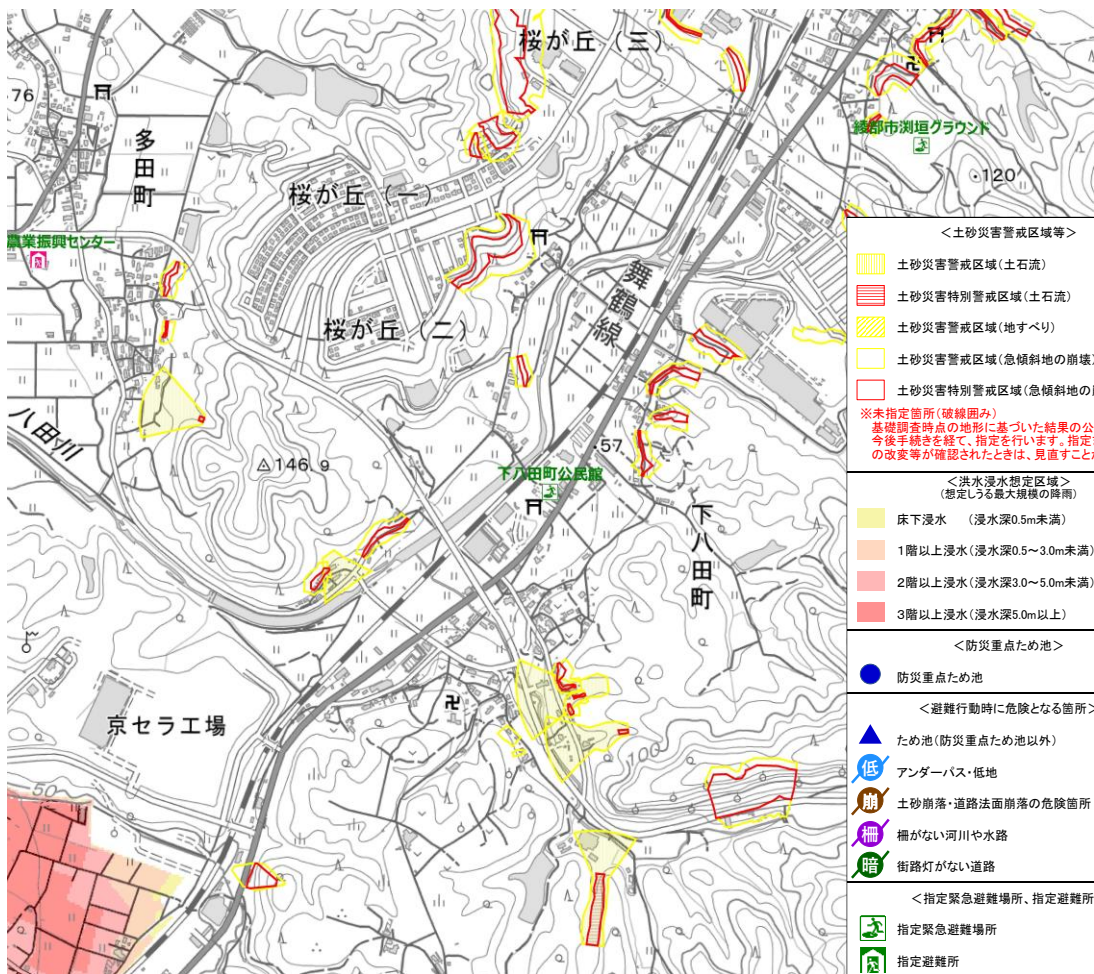 桜が丘(三)
76
綾部市渕垣グラウンド
多田町
120
桜が丘(一)
農業振興センター
舞鶴線
桜が丘(二)
八田川
146.9
57
下八田町公民館
下八田町
京セラ工場
100
50
<土砂災害警戒区域等>
土砂災害警戒区域(土石流)
土砂災害特別警戒区域(土石流)
土砂災害警戒区域(地すべり)
土砂災害警戒区域(急傾斜地の崩壊)
土砂災害特別警戒区域(急傾斜地の
※未指定箇所(破線囲み)
基礎調査時点の地形に基づいた結果の公
今後手続きを経て、指定を行います。指定
の改変等が確認されたときは、見直すことが
<洪水浸水想定区域>
(想定しうる最大規模の降雨)
床下浸水 (浸水深0.5m未満)
1階以上浸水(浸水深0.5~3.0m未満)
2階以上浸水(浸水深3.0~5.0m未満)
3階以上浸水(浸水深5.0m以上)
<防災重点ため池>
防災重点ため池
<避難行動時に危険となる箇所>
ため池(防災重点ため池以外)
低 アンダーパス・低地
崩 土砂崩落・道路法面崩落の危険箇所
柵 柵がない河川や水路
暗 街路灯がない道路
<指定緊急避難場所、指定避難所
指定緊急避難場所
指定避難所